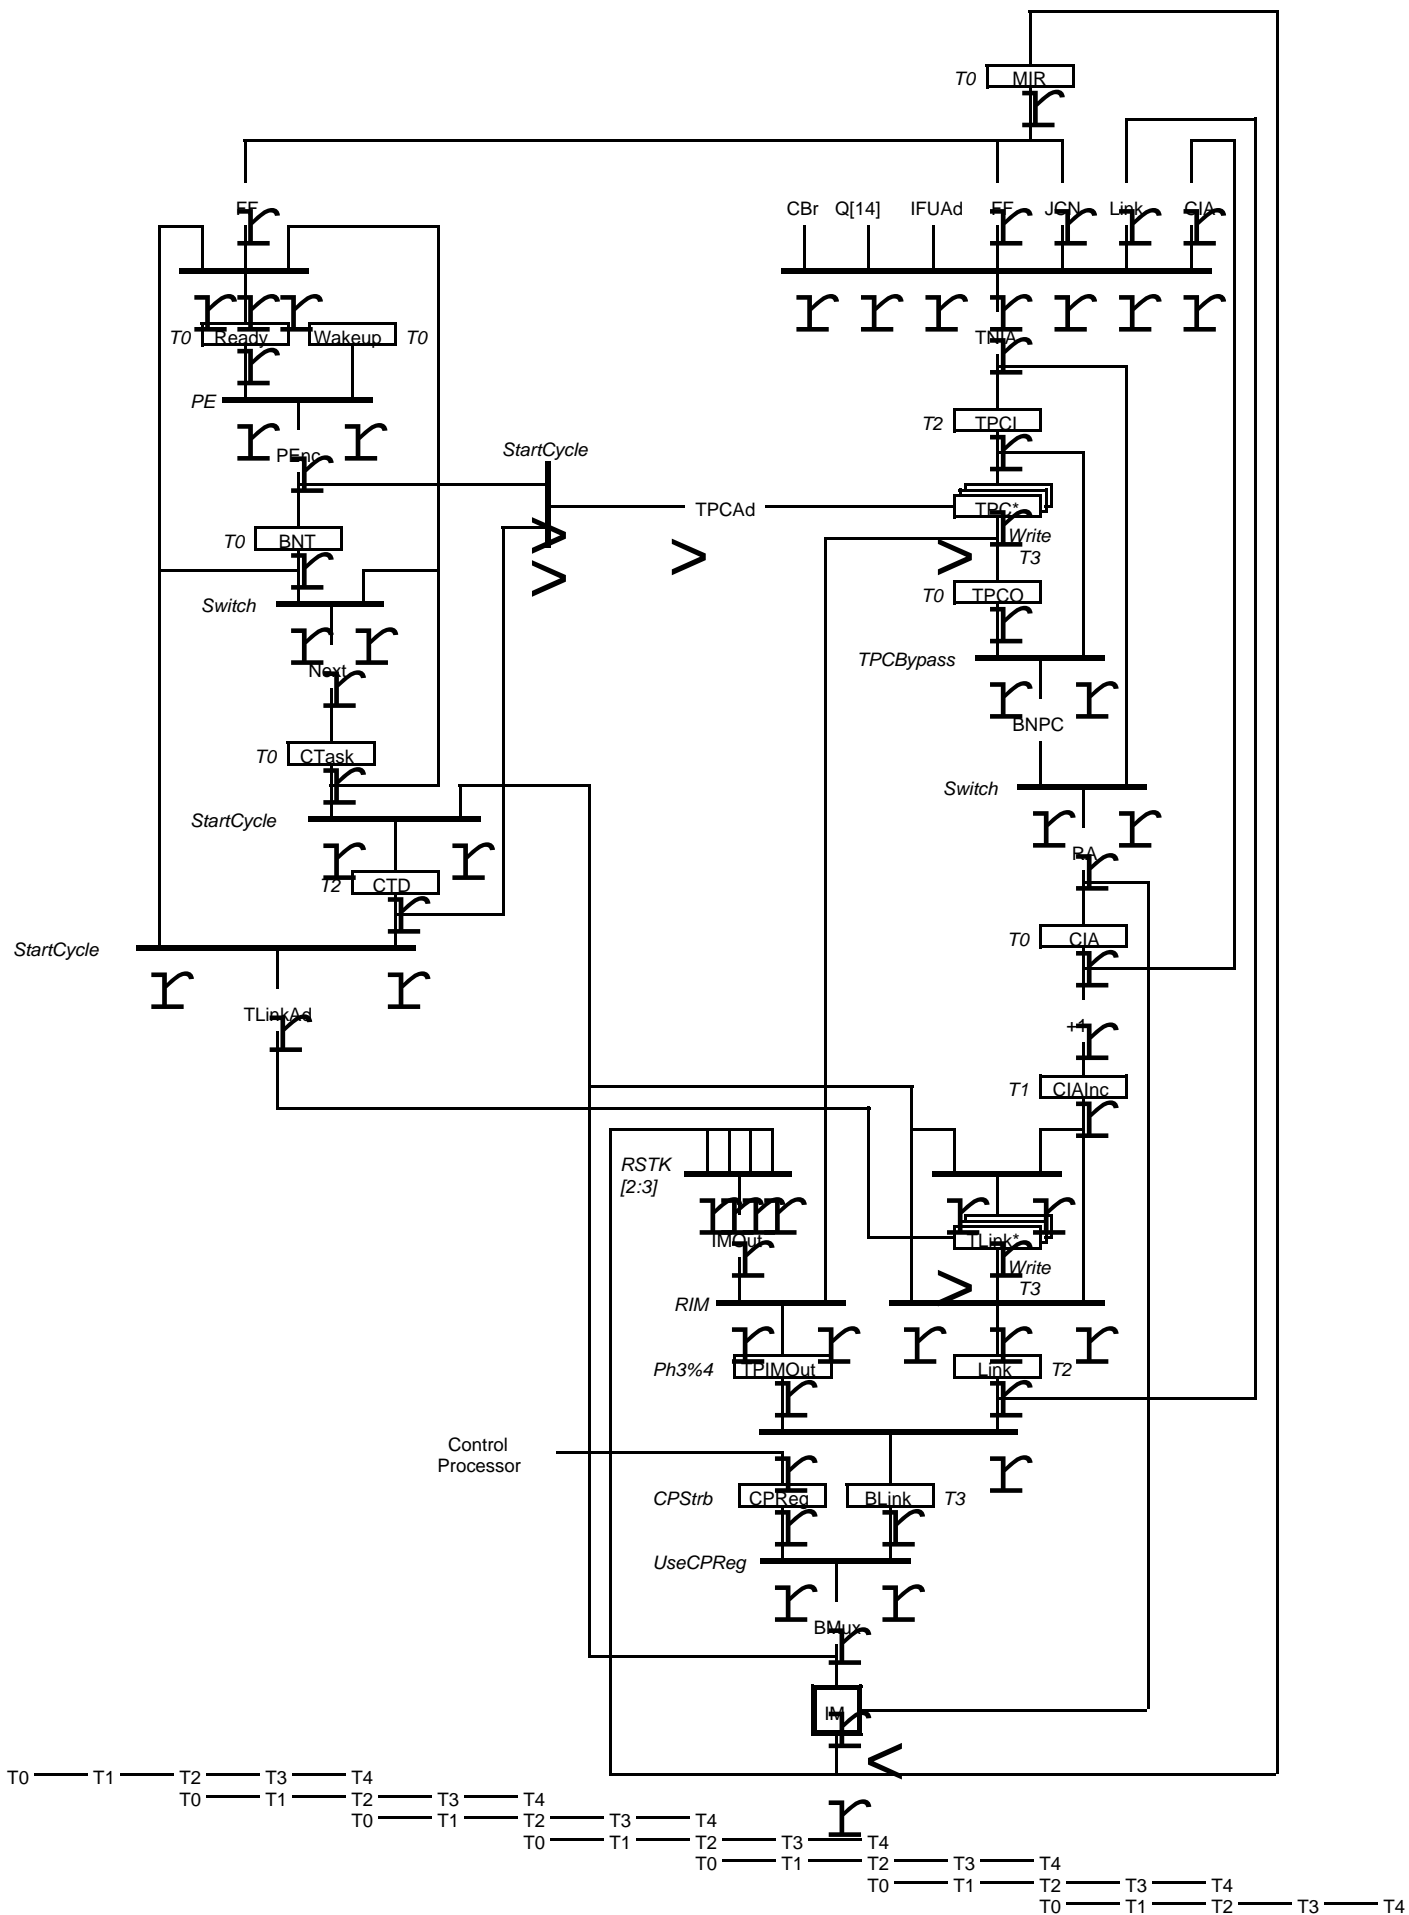 T0 MIR
FF CBr Q[14] IFUAd FF JCN Link CIA
T0 Ready Wakeup T0
TNIA
PE
T2 TPCI
PEnc
StartCycle
TPCAd
TPC*
Write
T3
T0 BNT
T0 TPCO
Switch
TPCBypass
Next
BNPC
T0 CTask
Switch
StartCycle
BA
T2 CTD
T0 CIA
StartCycle
TLinkAd
+1
T1 CIAInc
RSTK
[2:3]
IMOut
TLink*
Write
T3
RIM
Ph3%4 TPIMOut Link T2
Control
Processor
CPStrb CPReg BLink T3
UseCPReg
BMux
IM
T0 T1 T2 T3 T4
T0 T1 T2 T3 T4
T0 T1 T2 T3 T4
T0 T1 T2 T3 T4
T0 T1 T2 T3 T4
T0 T1 T2 T3 T4
T0 T1 T2 T3 T4